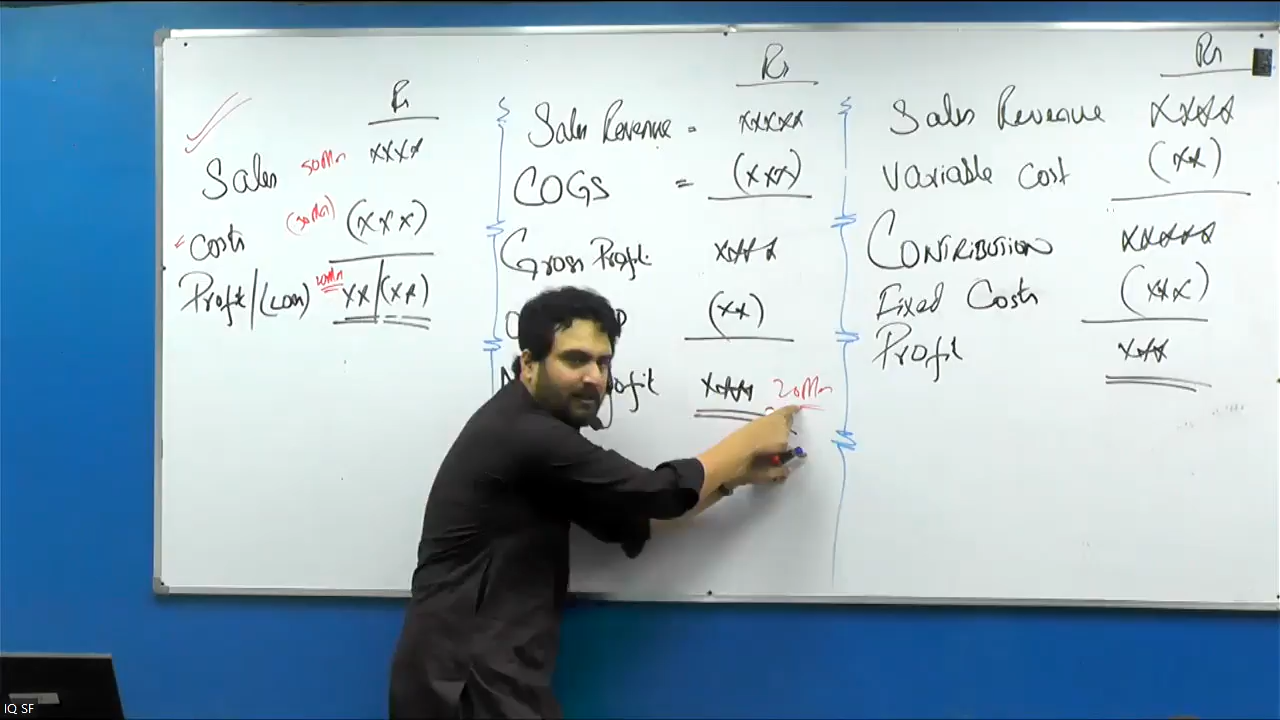 Rs
Sales 50Mn xxxx
Costs (30Mn) (xxx)
Profit/(Loss) 20Mn xx/(xx)
Rs
Sales Revenue = xxxxx
COGS = (xxx)
Gross Profit xxxx
(xx)
xxxx 20Mn
Rs
Sales Revenue xxxx
Variable Cost (xx)
CONTRIBUTION xxxxx
Fixed Costs (xxx)
Profit xxx
IQ SF